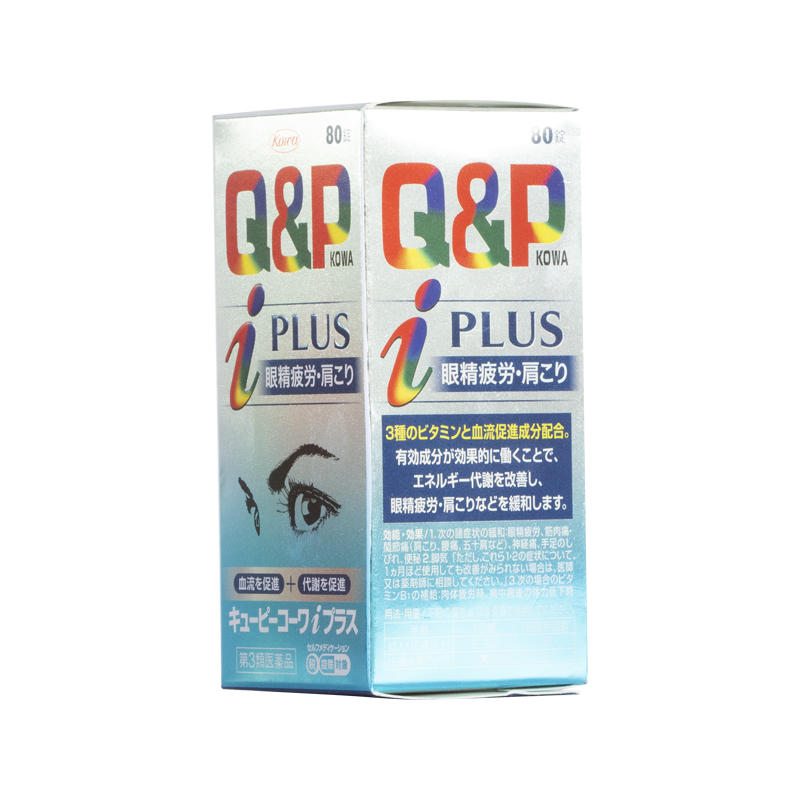 Kowa
80錠
Q&P
KOWA
i PLUS
眼精疲労・肩こり
血流を促進 + 代謝を促進
キューピーコーワiプラス
第3類医薬品
セルフメディケーション
税 控除 対象
80錠
Q&P
KOWA
i PLUS
眼精疲労・肩こり
3種のビタミンと血流促進成分配合。
有効成分が効果的に働くことで、
エネルギー代謝を改善し、
眼精疲労・肩こりなどを緩和します。
効能・効果/1.次の諸症状の緩和:眼精疲労、筋肉痛・
関節痛(肩こり、腰痛、五十肩など)、神経痛、手足のし
びれ、便秘 2.脚気「ただし、これら1・2の症状について、
1ヵ月ほど使用しても改善がみられない場合は、医師
又は薬剤師に相談してください。」3.次の場合のビタ
ミンB₁の補給:肉体疲労時、
用法・用量